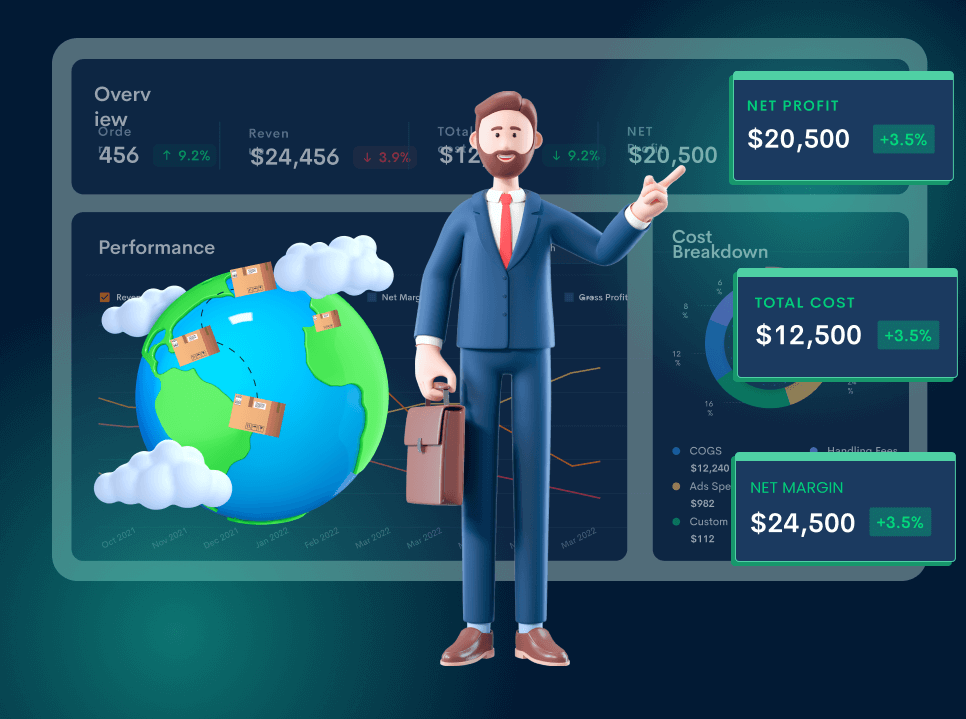 Overv
iew
Orde
456
↑ 9.2%
Reven
$24,456
↓ 3.9%
TOtal
$12
↓ 9.2%
NET
Profit
$20,500
NET PROFIT
$20,500
+3.5%
Performance
Net Marg
Gross Profit
Cost
Breakdown
6
%
8
%
12
%
16
%
TOTAL COST
$12,500
+3.5%
COGS
$12,240
Handling Fees
Ads Spe
$982
Custom
$112
NET MARGIN
$24,500
+3.5%
Oct 2021
Nov 2021
Dec 2021
Jan 2022
Feb 2022
Mar 2022
Mar 2022
Mar 2022